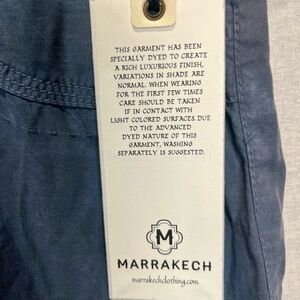 THIS GARMENT HAS BEEN
SPECIALLY DYED TO CREATE
A RICH LUXURIOUS FINISH,
VARIATIONS IN SHADE ARE
NORMAL. WHEN WEARING
FOR THE FIRST FEW TIMES
CARE SHOULD BE TAKEN
IF IN CONTACT WITH
LIGHT COLORED SURFACES. DUE
TO THE ADVANCED
DYED NATURE OF THIS
GARMENT, WASHING
SEPARATELY IS SUGGESTED.
M
MARRAKECH
marrakechclothing.com